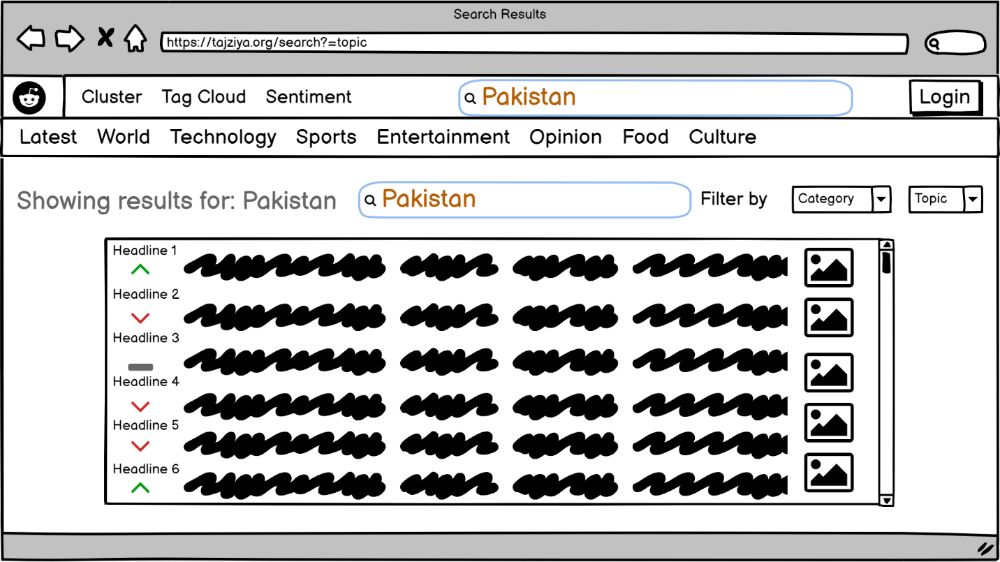 Search Results
https://tajziya.org/search?=topic
Cluster Tag Cloud Sentiment Pakistan Login
Latest World Technology Sports Entertainment Opinion Food Culture
Showing results for: Pakistan Pakistan Filter by Category Topic
Headline 1
Headline 2
Headline 3
Headline 4
Headline 5
Headline 6